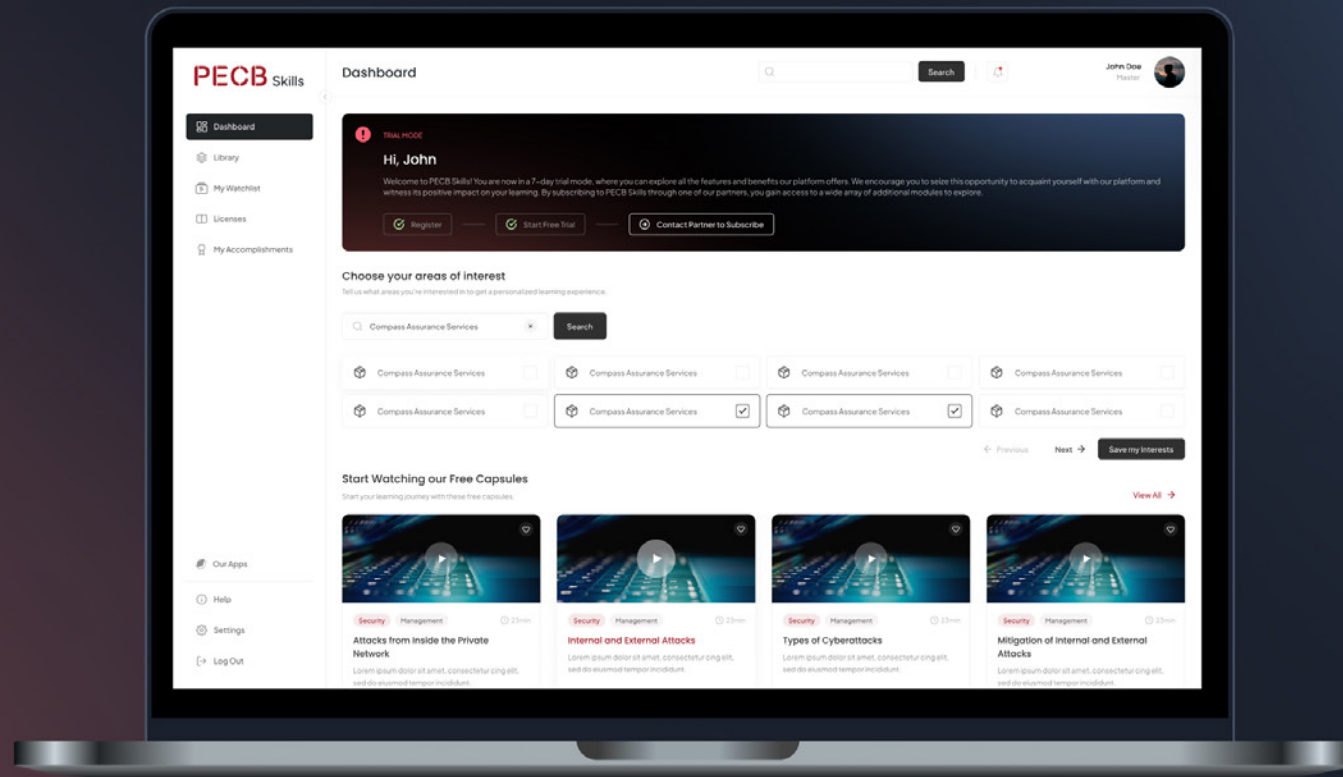 PECB Skills
Dashboard
Search
John Doe
Master
Dashboard
Library
My Watchlist
Licenses
My Accomplishments
Our Apps
Help
Settings
Log Out
TRIAL MODE
Hi, John
Welcome to PECB Skills! You are now in a 7-day trial mode, where you can explore all the features and benefits our platform offers. We encourage you to seize this opportunity to acquaint yourself with our platform and
witness its positive impact on your learning. By subscribing to PECB Skills through one of our partners, you gain access to a wide array of additional modules to explore.
Register
Start Free Trial
Contact Partner to Subscribe
Choose your areas of interest
Tell us what areas you're interested in to get a personalized learning experience.
Compass Assurance Services
Search
Compass Assurance Services
Compass Assurance Services
Compass Assurance Services
Compass Assurance Services
Compass Assurance Services
Compass Assurance Services
Compass Assurance Services
Compass Assurance Services
Previous
Next
Save my Interests
Start Watching our Free Capsules
Start your learning journey with these free capsules.
View All
Security Management 23min
Attacks from Inside the Private
Network
Lorem ipsum dolor sit amet, consectetur cing elit,
sed do eiusmod tempor incididunt.
Security Management 23min
Internal and External Attacks
Lorem ipsum dolor sit amet, consectetur cing elit,
sed do eiusmod tempor incididunt.
Security Management 23min
Types of Cyberattacks
Lorem ipsum dolor sit amet, consectetur cing elit,
sed do eiusmod tempor incididunt.
Security Management 23min
Mitigation of Internal and External
Attacks
Lorem ipsum dolor sit amet, consectetur cing elit,
sed do eiusmod tempor incididunt.